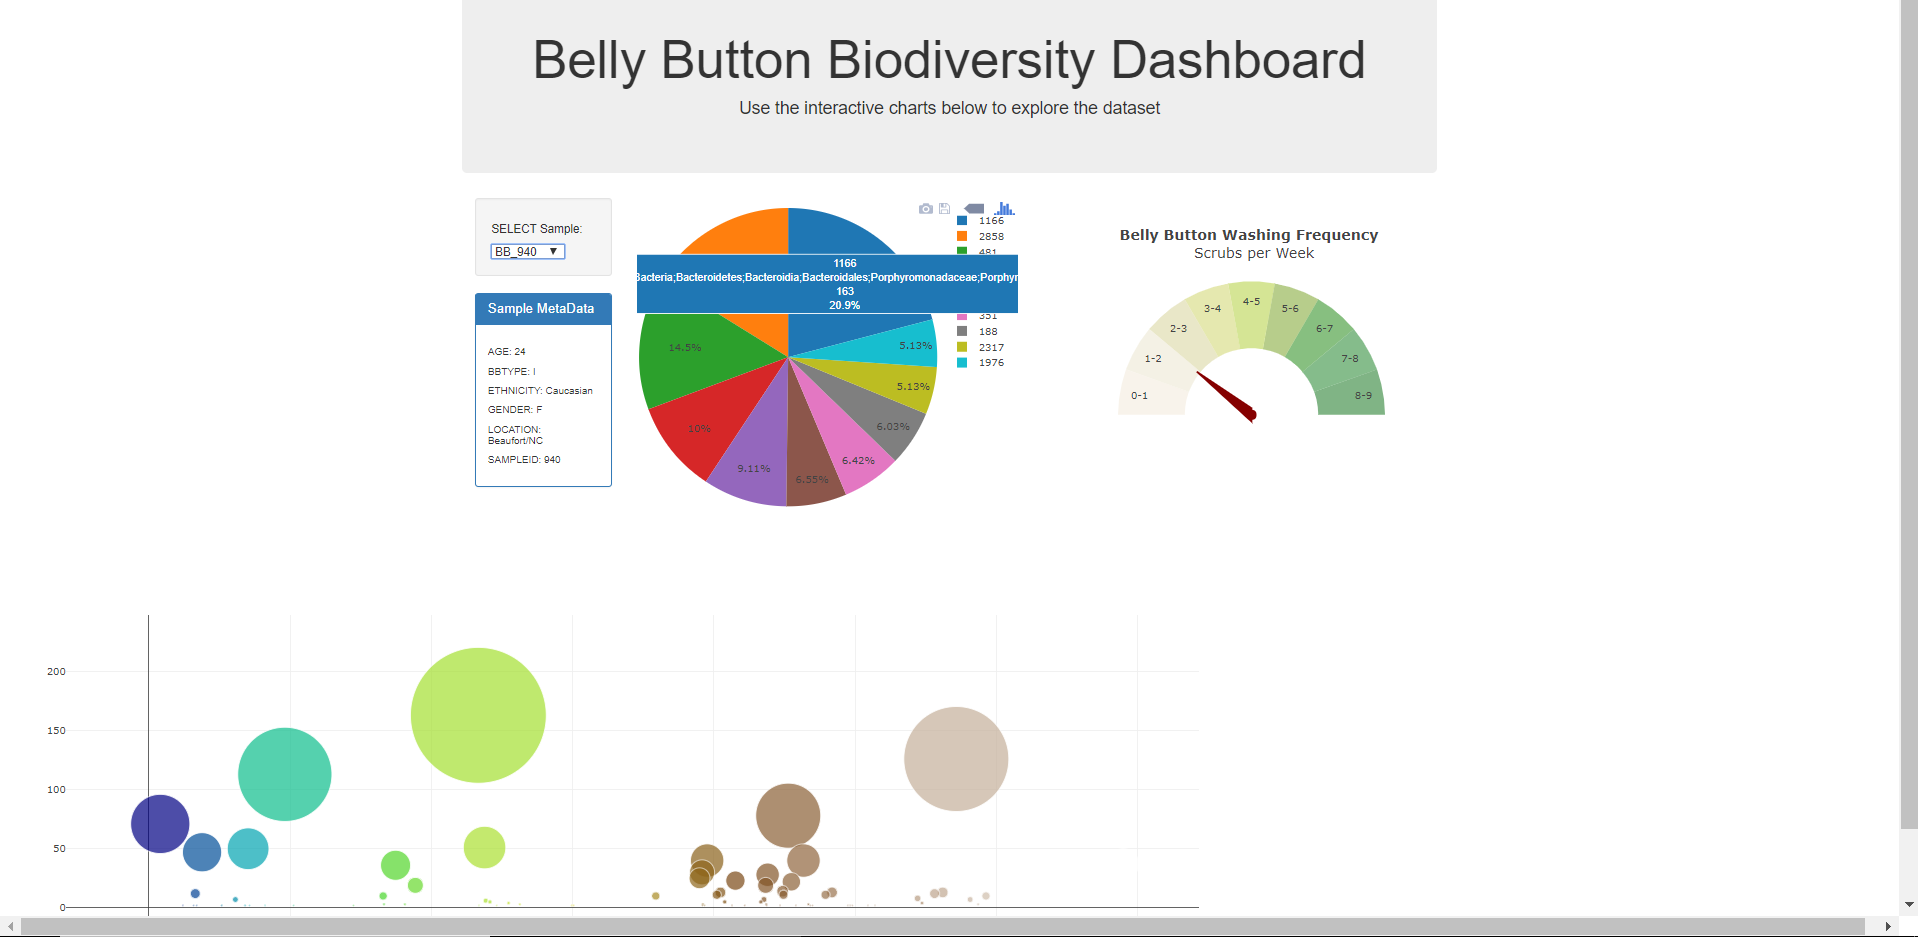 Belly Button Biodiversity Dashboard
Use the interactive charts below to explore the dataset
SELECT Sample:
BB_940
Sample MetaData
AGE: 24
BBTYPE: I
ETHNICITY: Caucasian
GENDER: F
LOCATION:
Beaufort/NC
SAMPLEID: 940
1166
Bacteria;Bacteroidetes;Bacteroidia;Bacteroidales;Porphyromonadaceae;Porphyr
163
20.9%
14.5%
10%
9.11%
6.55%
6.42%
6.03%
5.13%
5.13%
1166
2858
481
351
188
2317
1976
Belly Button Washing Frequency
Scrubs per Week
0-1
1-2
2-3
3-4
4-5
5-6
6-7
7-8
8-9
200
150
100
50
0